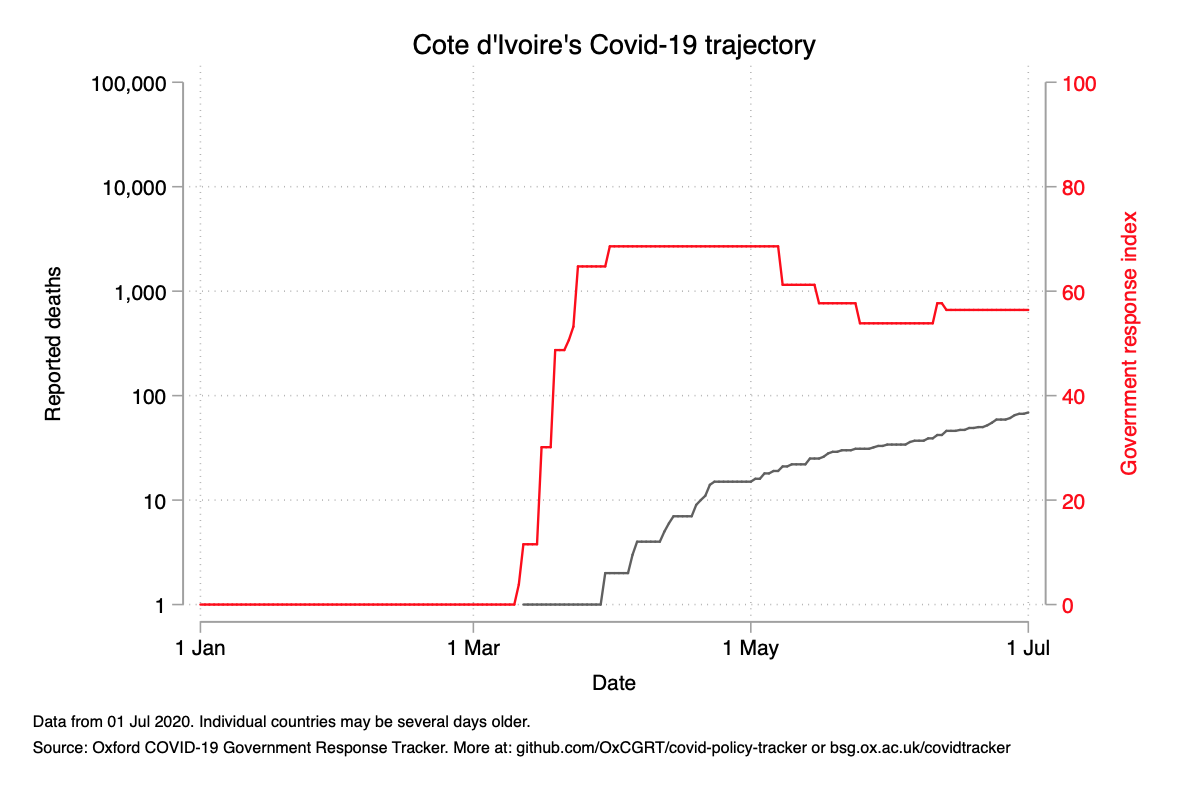 Cote d'Ivoire's Covid-19 trajectory
100,000
10,000
1,000
100
10
1
Reported deaths
100
80
60
40
20
0
Government response index
1 Jan
1 Mar
1 May
1 Jul
Date
Data from 01 Jul 2020. Individual countries may be several days older.
Source: Oxford COVID-19 Government Response Tracker. More at: github.com/OxCGRT/covid-policy-tracker or bsg.ox.ac.uk/covidtracker